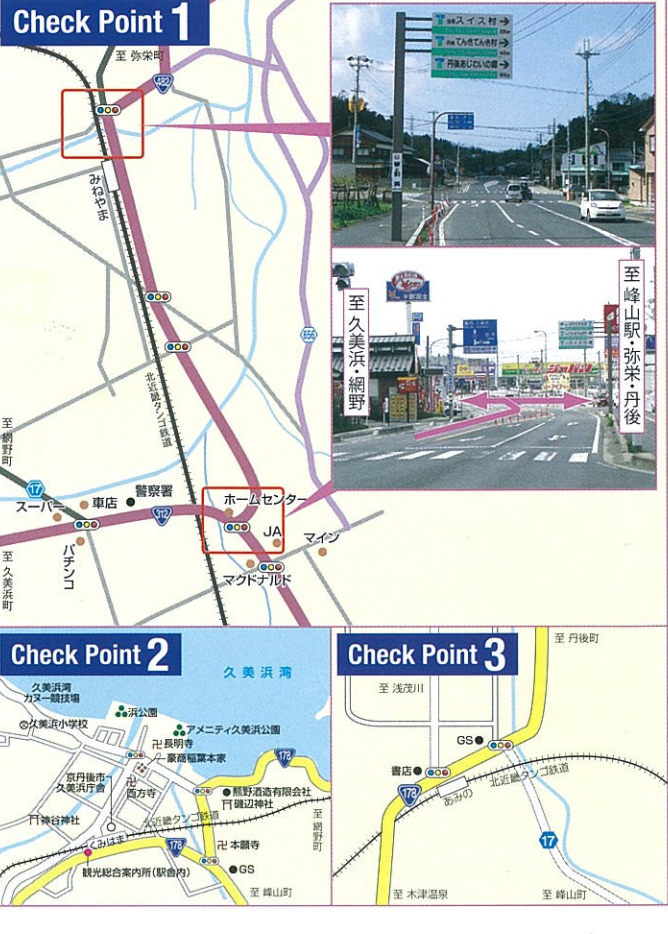 Check Point 1
至 弥栄町
482
みねやま
656
北近畿タンゴ鉄道
至 網野町
17
スーパー
車店
警察署
ホームセンター
312
JA
マイン
パチンコ
マクドナルド
至 久美浜町
スイス村
てんきてんき村
丹後あじわいの郷
至 久美浜・網野
至 峰山駅・弥栄・丹後
Check Point 2
久美浜湾
久美浜湾
カヌー競技場
浜公園
久美浜小学校
アメニティ久美浜公園
長明寺
豪商稲葉本家
178
京丹後市
久美浜庁舎
西方寺
熊野酒造有限会社
磯辺神社
神谷神社
北近畿タンゴ鉄道
至 網野町
くみはま
178
本願寺
観光総合案内所(駅舎内)
GS
至 峰山町
Check Point 3
至 丹後町
至 浅茂川
GS
書店
北近畿タンゴ鉄道
178
あみの
17
至 木津温泉
至 峰山町